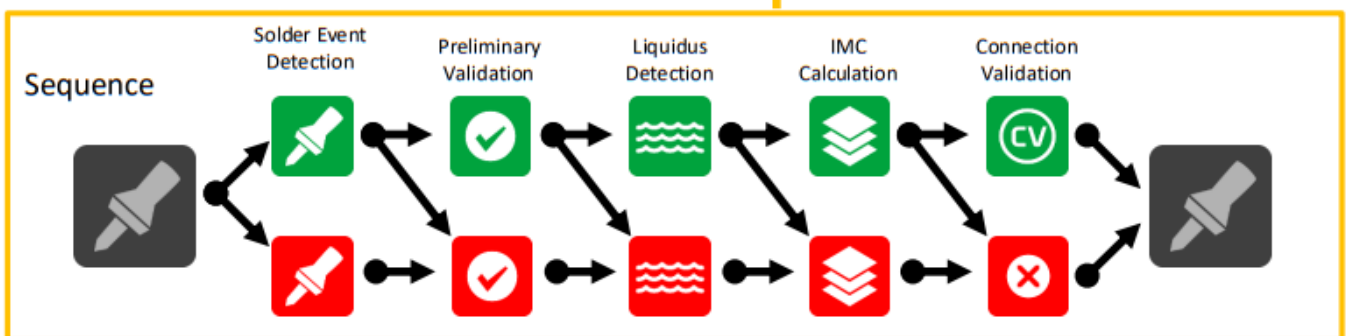 Sequence
Solder Event
Detection
Preliminary
Validation
Liquidus
Detection
IMC
Calculation
Connection
Validation
CV